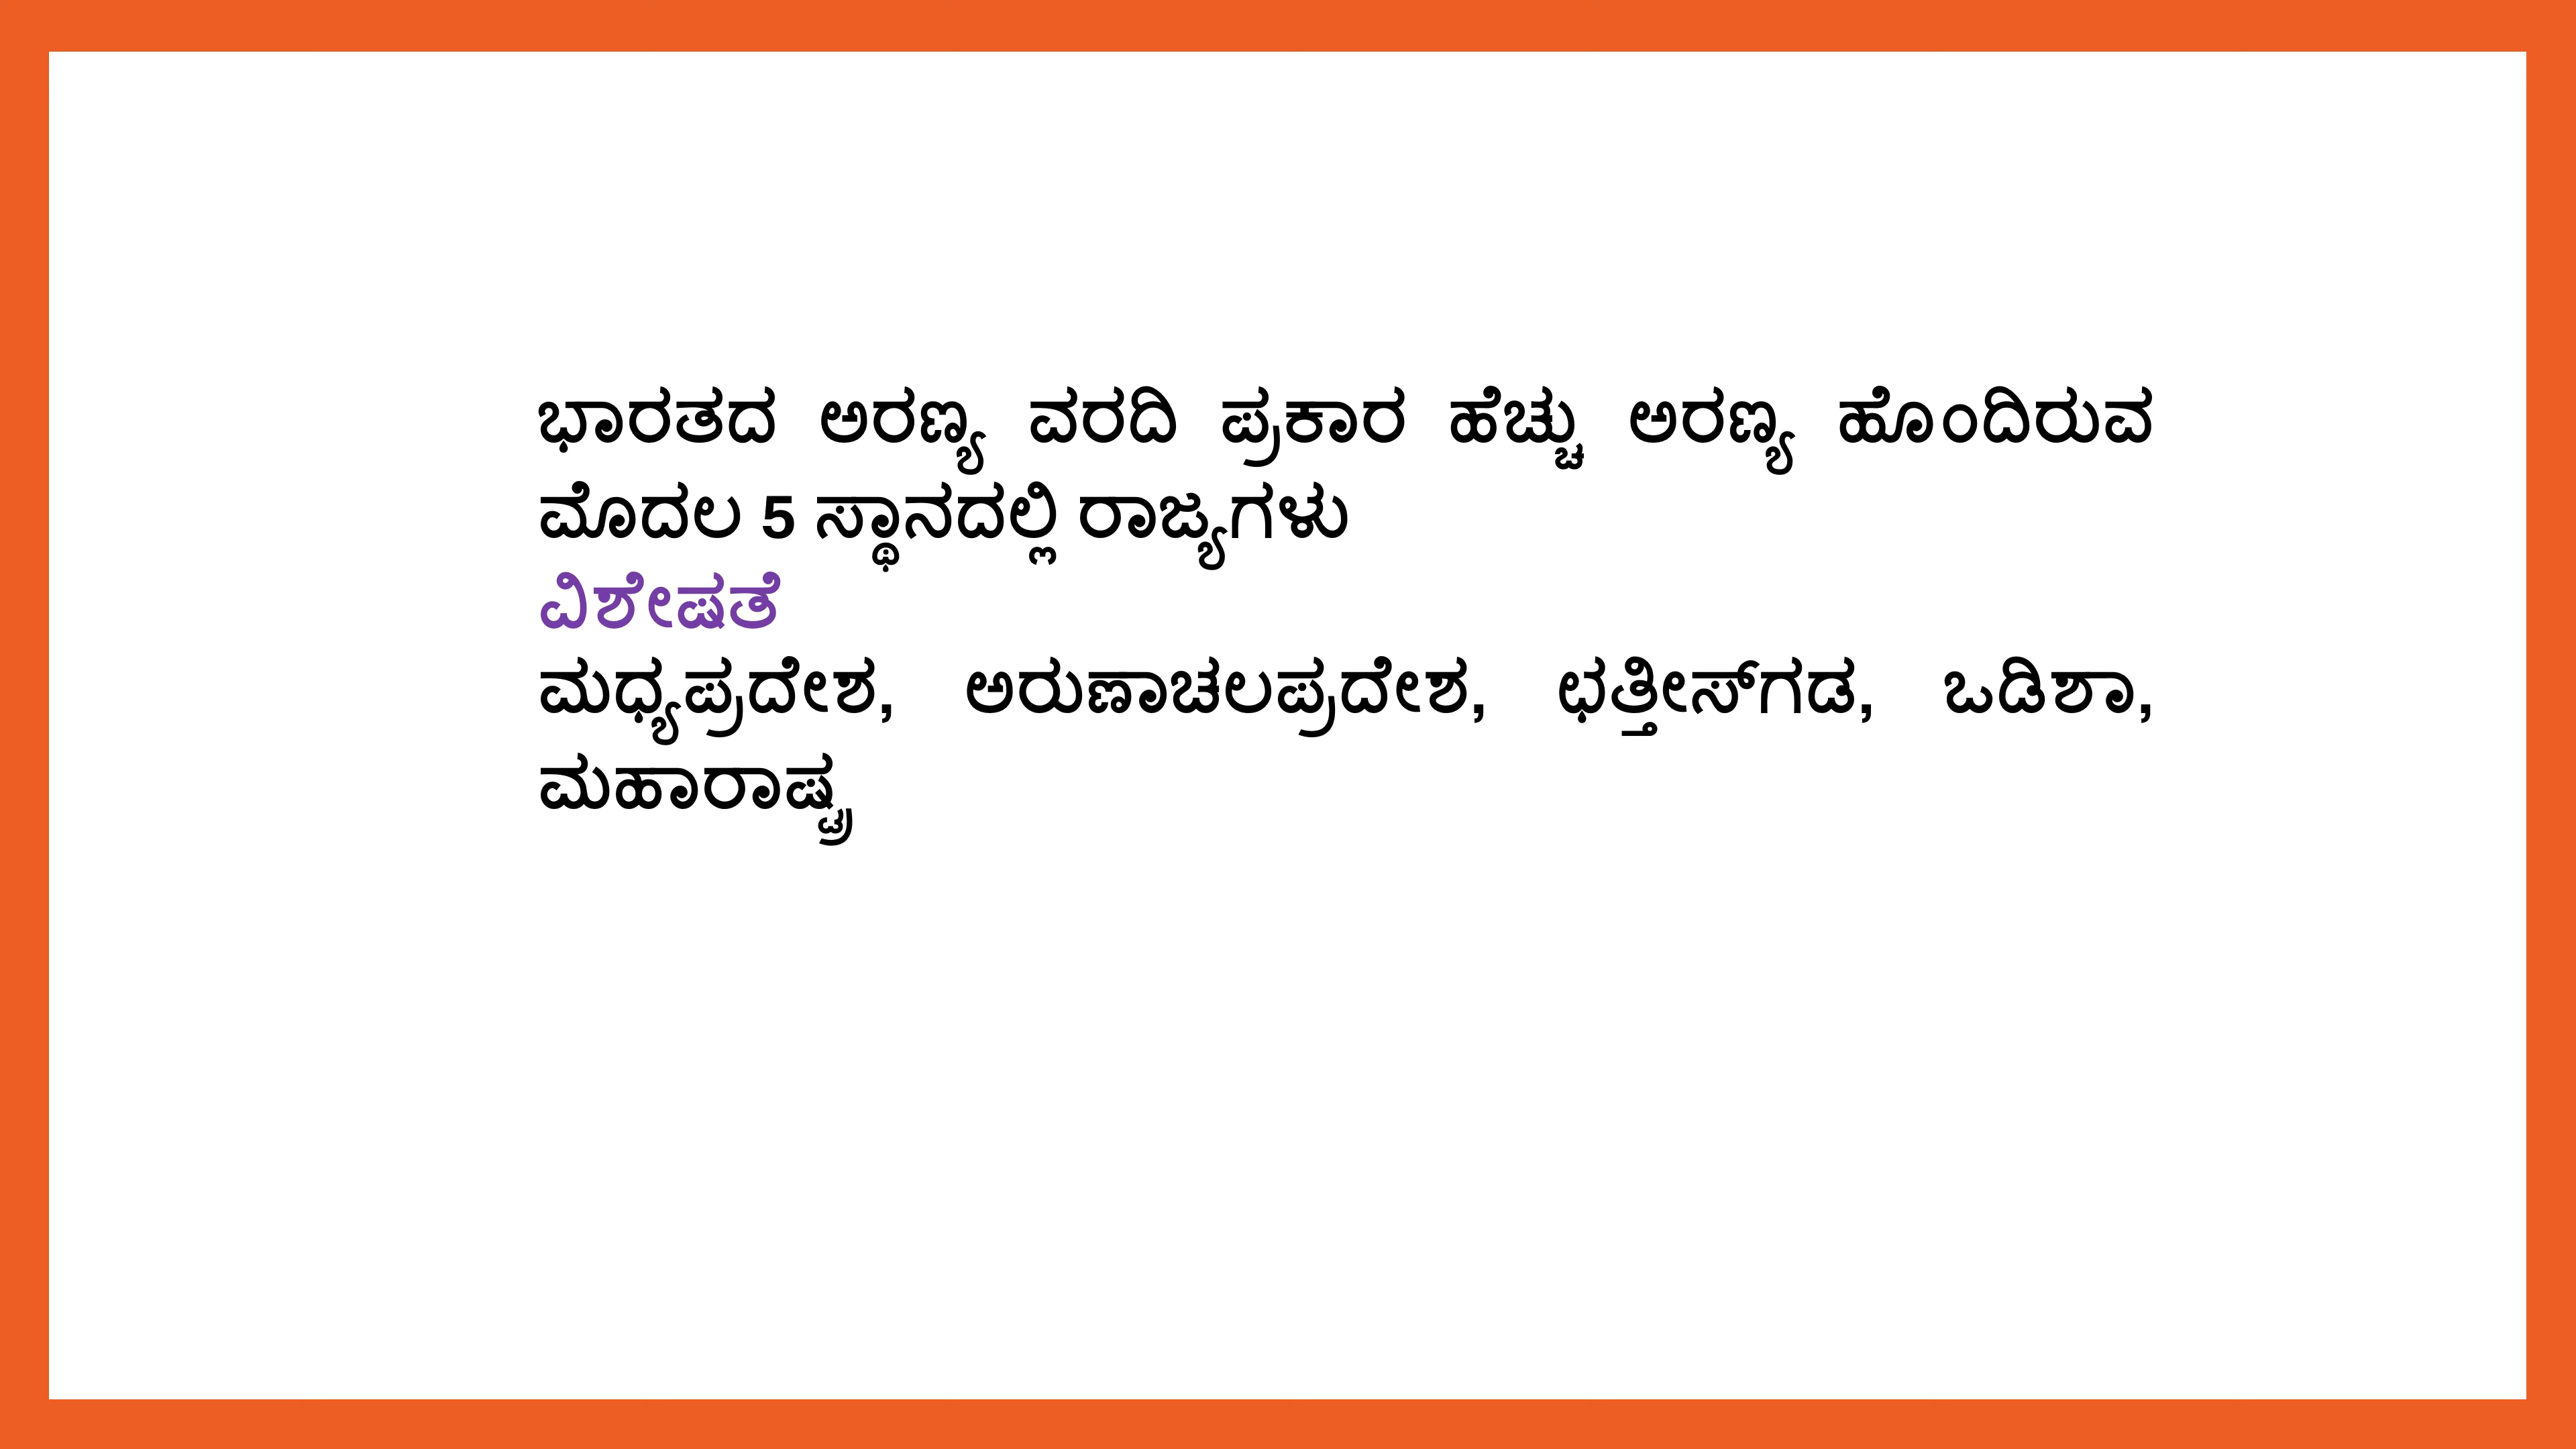 ಭಾರತದ ಅರಣ್ಯ ವರದಿ ಪ್ರಕಾರ ಹೆಚ್ಚು ಅರಣ್ಯ ಹೊಂದಿರುವ
ಮೊದಲ 5 ಸ್ಥಾನದಲ್ಲಿ ರಾಜ್ಯಗಳು
ವಿಶೇಷತೆ
ಮಧ್ಯಪ್ರದೇಶ, ಅರುಣಾಚಲಪ್ರದೇಶ, ಛತ್ತೀಸ್‌ಗಡ, ಒಡಿಶಾ,
ಮಹಾರಾಷ್ಟ್ರ